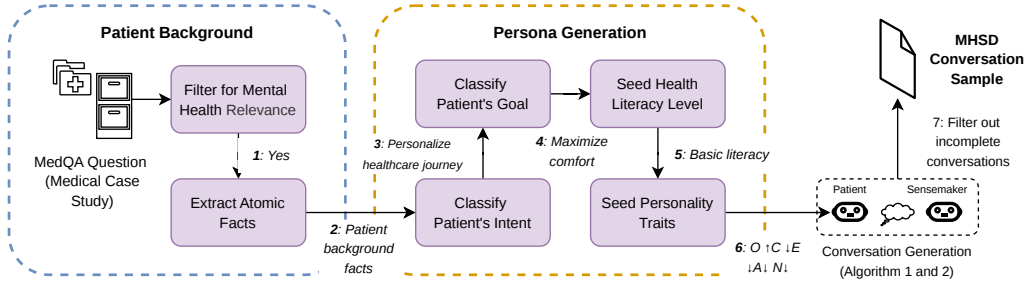 Patient Background
Filter for Mental
Health Relevance
MedQA Question
(Medical Case
Study)
1: Yes
Extract Atomic
Facts
2: Patient
background
facts
Persona Generation
Classify
Patient's Goal
3: Personalize
healthcare journey
Classify
Patient's Intent
4: Maximize
comfort
Seed Health
Literacy Level
5: Basic literacy
Seed Personality
Traits
6: O ↑C ↓E
↓A↓ N↓
MHSD
Conversation
Sample
7: Filter out
incomplete
conversations
Patient
Sensemaker
Conversation Generation
(Algorithm 1 and 2)